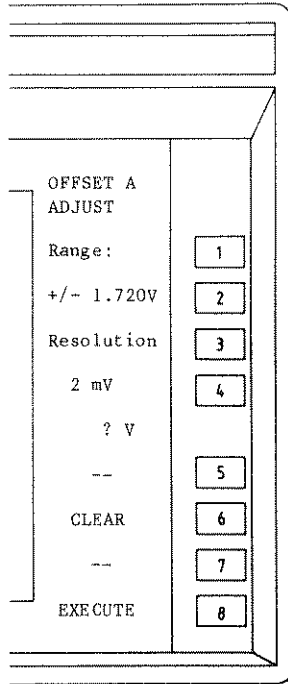 OFFSET A
ADJUST
Range: 1
+/- 1.720V 2
Resolution 3
2 mV 4
? V
-- 5
CLEAR 6
-- 7
EXECUTE 8